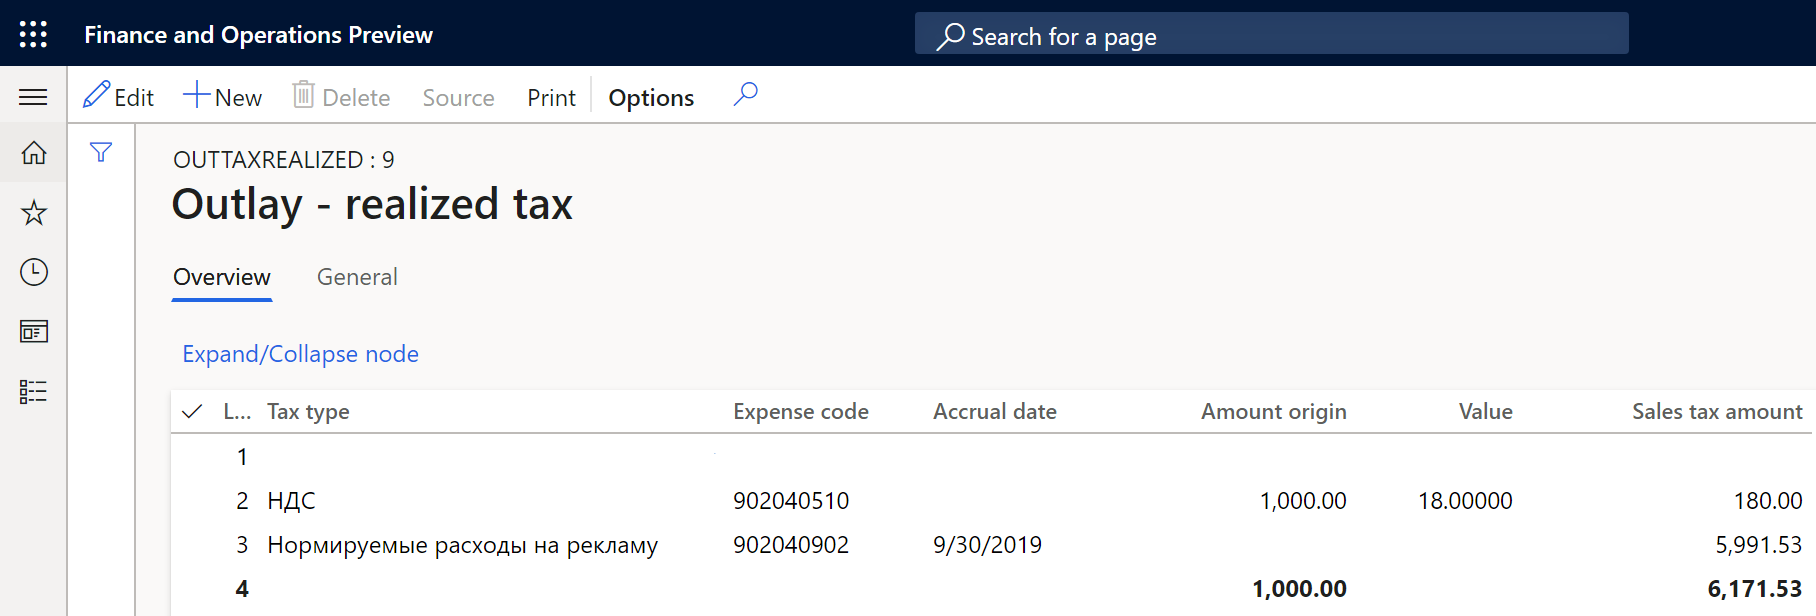 Finance and Operations Preview Search for a page
Edit New Delete Source Print Options
OUTTAXREALIZED : 9
Outlay - realized tax
Overview General
Expand/Collapse node
L... Tax type Expense code Accrual date Amount origin Value Sales tax amount
1
2 НДС 902040510 1,000.00 18.00000 180.00
3 Нормируемые расходы на рекламу 902040902 9/30/2019 5,991.53
4 1,000.00 6,171.53